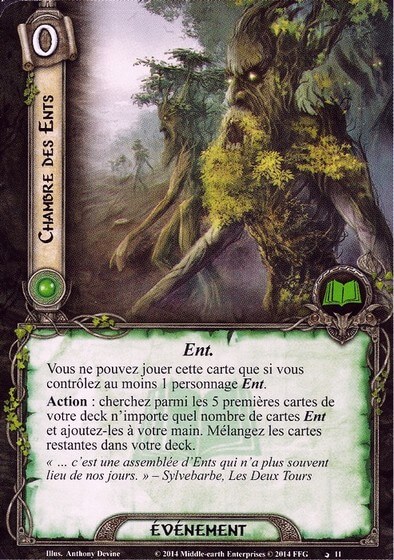 0
CHAMBRE DES ENTS
Ent.
Vous ne pouvez jouer cette carte que si vous
contrôlez au moins 1 personnage Ent.
Action : cherchez parmi les 5 premières cartes de
votre deck n'importe quel nombre de cartes Ent
et ajoutez-les à votre main. Mélangez les cartes
restantes dans votre deck.
« ... c'est une assemblée d'Ents qui n'a plus souvent
lieu de nos jours. » – Sylvebarbe, Les Deux Tours
ÉVÉNEMENT
Illus. Anthony Devine © 2014 Middle-earth Enterprises © 2014 FFG 11